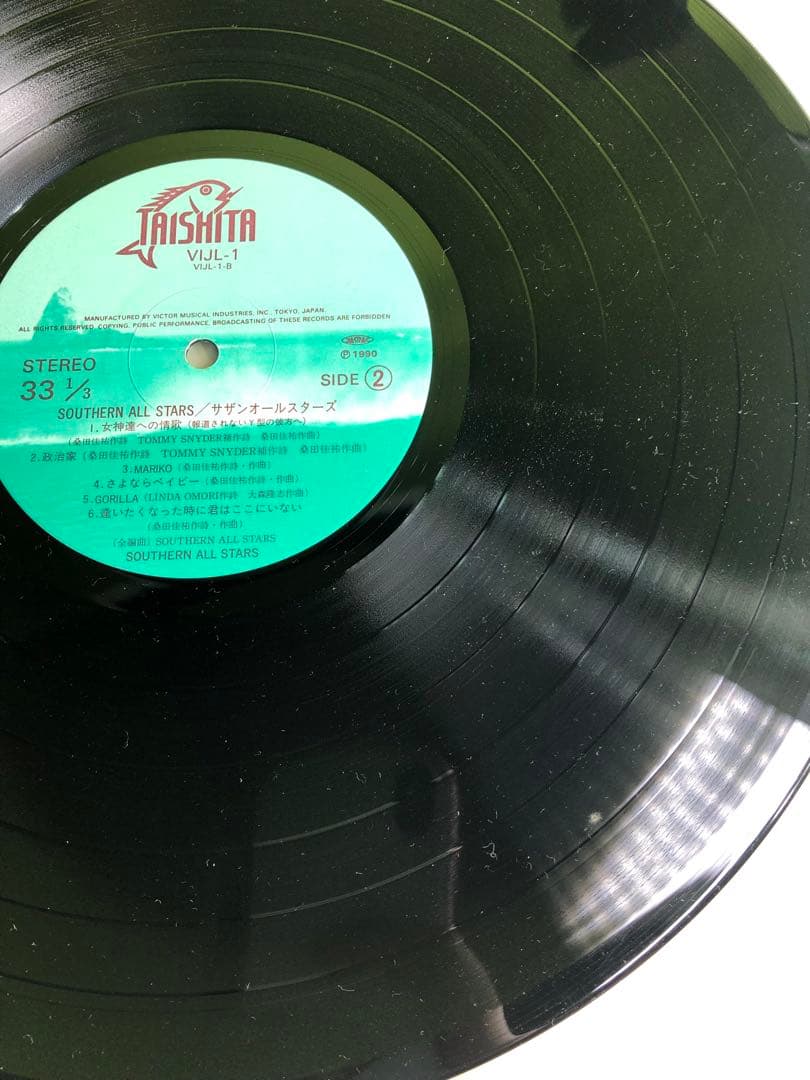 TAISHITA
VIJL-1
VIJL-1-B
MANUFACTURED BY VICTOR MUSICAL INDUSTRIES, INC., TOKYO, JAPAN.
ALL RIGHTS RESERVED. COPYING, PUBLIC PERFORMANCE, BROADCASTING OF THESE RECORDS ARE FORBIDDEN
STEREO
33 1/3
JASRAC
℗ 1990
SIDE ②
SOUTHERN ALL STARS／サザンオールスターズ
1. 女神達への情歌 (報道されないY型の彼方へ)
(桑田佳祐作詩 TOMMY SNYDER補作詩 桑田佳祐作曲)
2. 政治家 (桑田佳祐作詩 TOMMY SNYDER補作詩 桑田佳祐作曲)
3. MARIKO (桑田佳祐作詩・作曲)
4. さよならベイビー (桑田佳祐作詩・作曲)
5. GORILLA (LINDA OMORI作詩 大森隆志作曲)
6. 逢いたくなった時に君はここにいない
(桑田佳祐作詩・作曲)
〔全編曲〕SOUTHERN ALL STARS
SOUTHERN ALL STARS